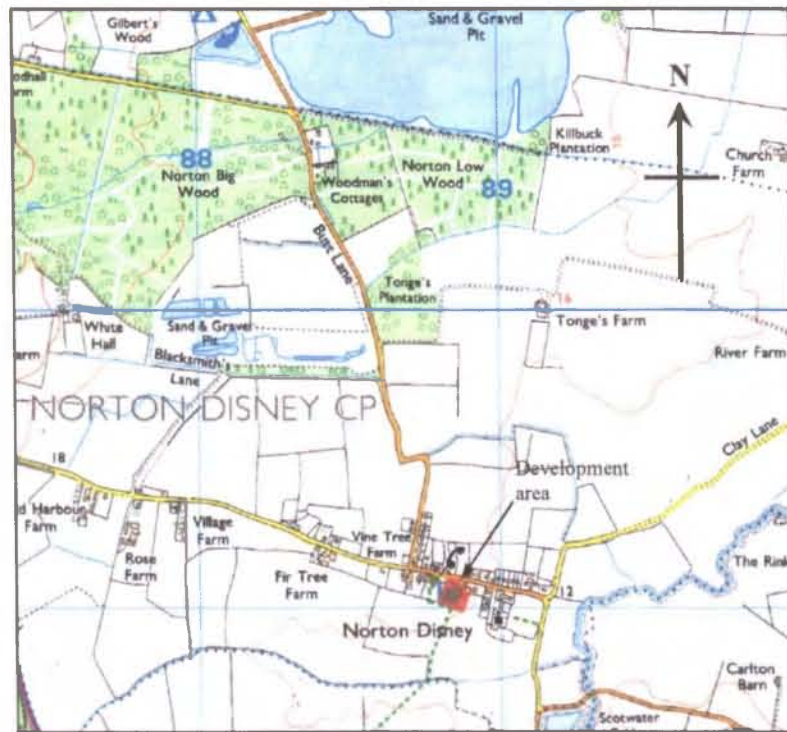 Gilbert's
Wood
Sand & Gravel
Pit
N
Farm
88
Norton Big
Wood
Woodman's
Cottages
Norton Low
Wood
89
Killbuck
Plantation
Church
Farm
Butt Lane
Tonge's
Plantation
16
Tonge's Farm
White
Hall
Sand & Gravel
Pit
Blacksmith's
Lane
River Farm
NORTON DISNEY CP
Clay Lane
Development
area
18
Farm
Rose
Farm
Village
Farm
Vine Tree
Farm
Fir Tree
Farm
12
The Rink
Norton Disney
Carlton
Barn
Scotwater